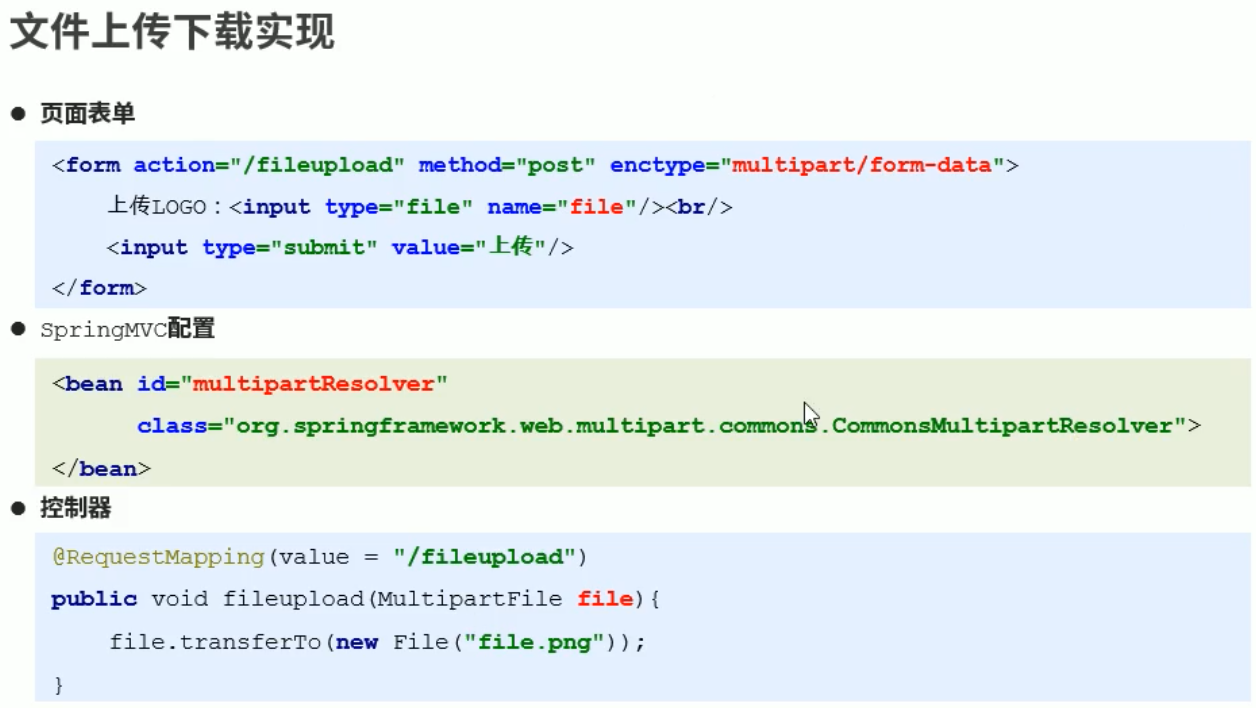 文件上传下载实现
● 页面表单
<form action="/fileupload" method="post" enctype="multipart/form-data">
上传LOGO：<input type="file" name="file"/><br/>
<input type="submit" value="上传"/>
</form>
● SpringMVC配置
<bean id="multipartResolver"
class="org.springframework.web.multipart.commons.CommonsMultipartResolver">
</bean>
● 控制器
@RequestMapping(value = "/fileupload")
public void fileupload(MultipartFile file){
file.transferTo(new File("file.png"));
}